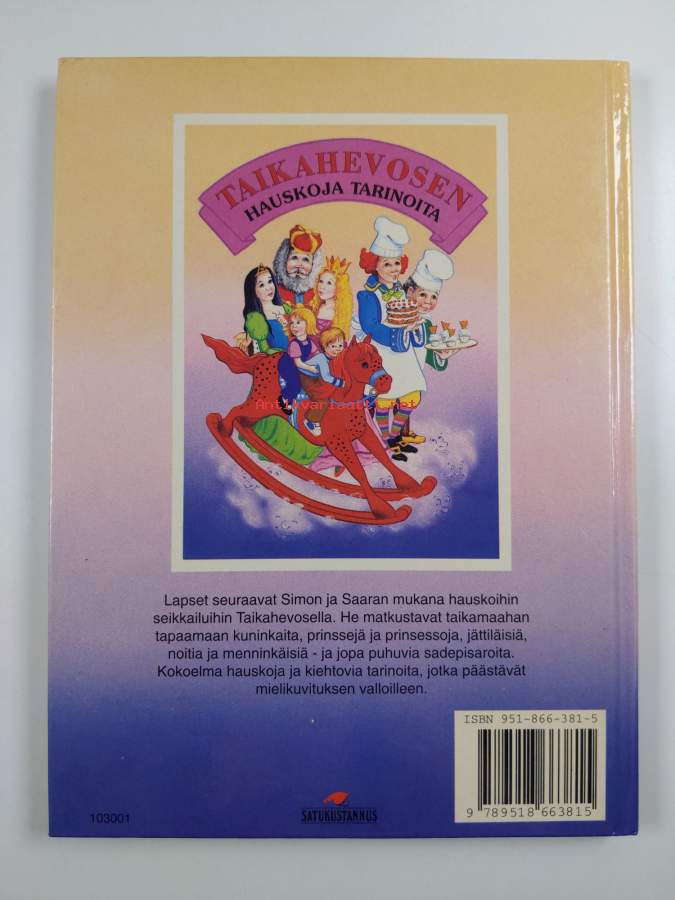 TAIKAHEVOSEN
HAUSKOJA TARINOITA
Antikvariaatti.net
Lapset seuraavat Simon ja Saaran mukana hauskoihin
seikkailuihin Taikahevosella. He matkustavat taikamaahan
tapaamaan kuninkaita, prinssejä ja prinsessoja, jättiläisiä,
noitia ja menninkäisiä - ja jopa puhuvia sadepisaroita.
Kokoelma hauskoja ja kiehtovia tarinoita, jotka päästävät
mielikuvituksen valloilleen.
ISBN 951-866-381-5
9 789518 663815
103001
SATUKUSTANNUS